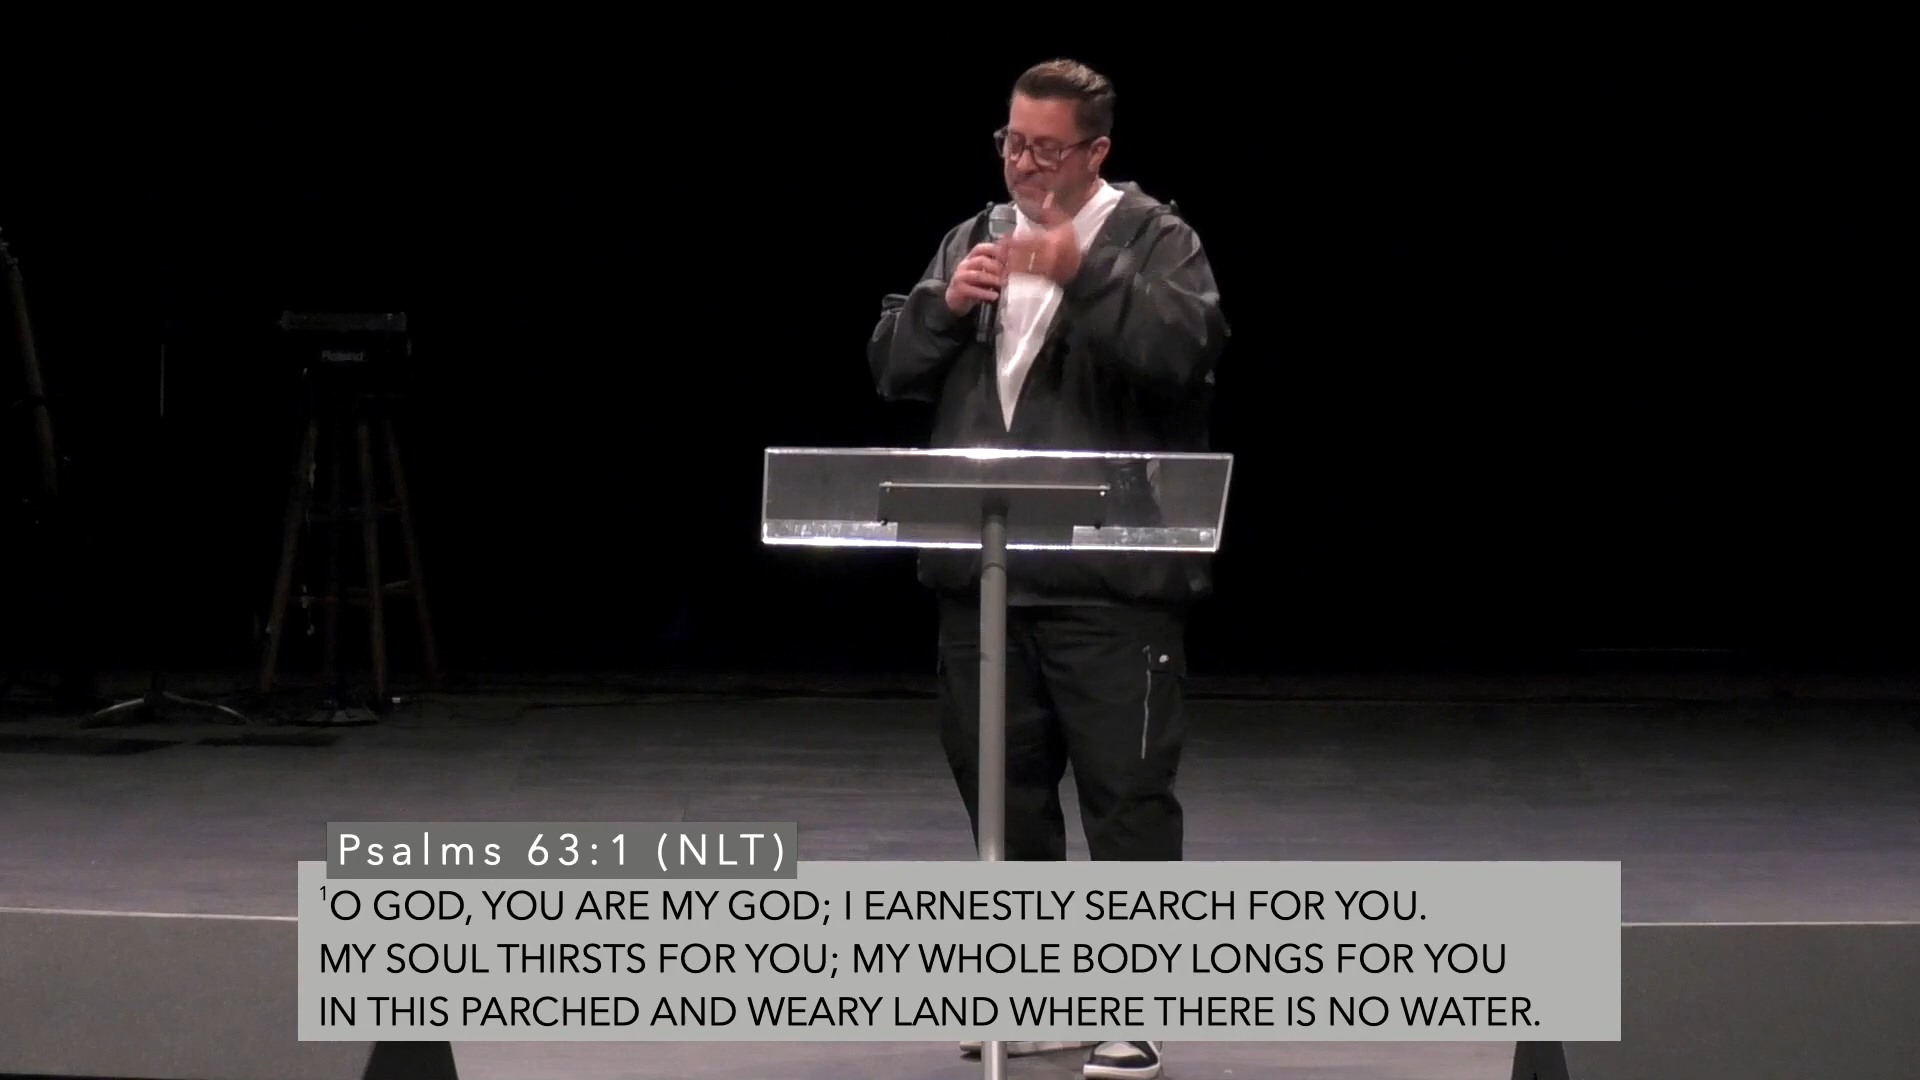 Roland
Psalms 63:1 (NLT)
¹O GOD, YOU ARE MY GOD; I EARNESTLY SEARCH FOR YOU.
MY SOUL THIRSTS FOR YOU; MY WHOLE BODY LONGS FOR YOU
IN THIS PARCHED AND WEARY LAND WHERE THERE IS NO WATER.